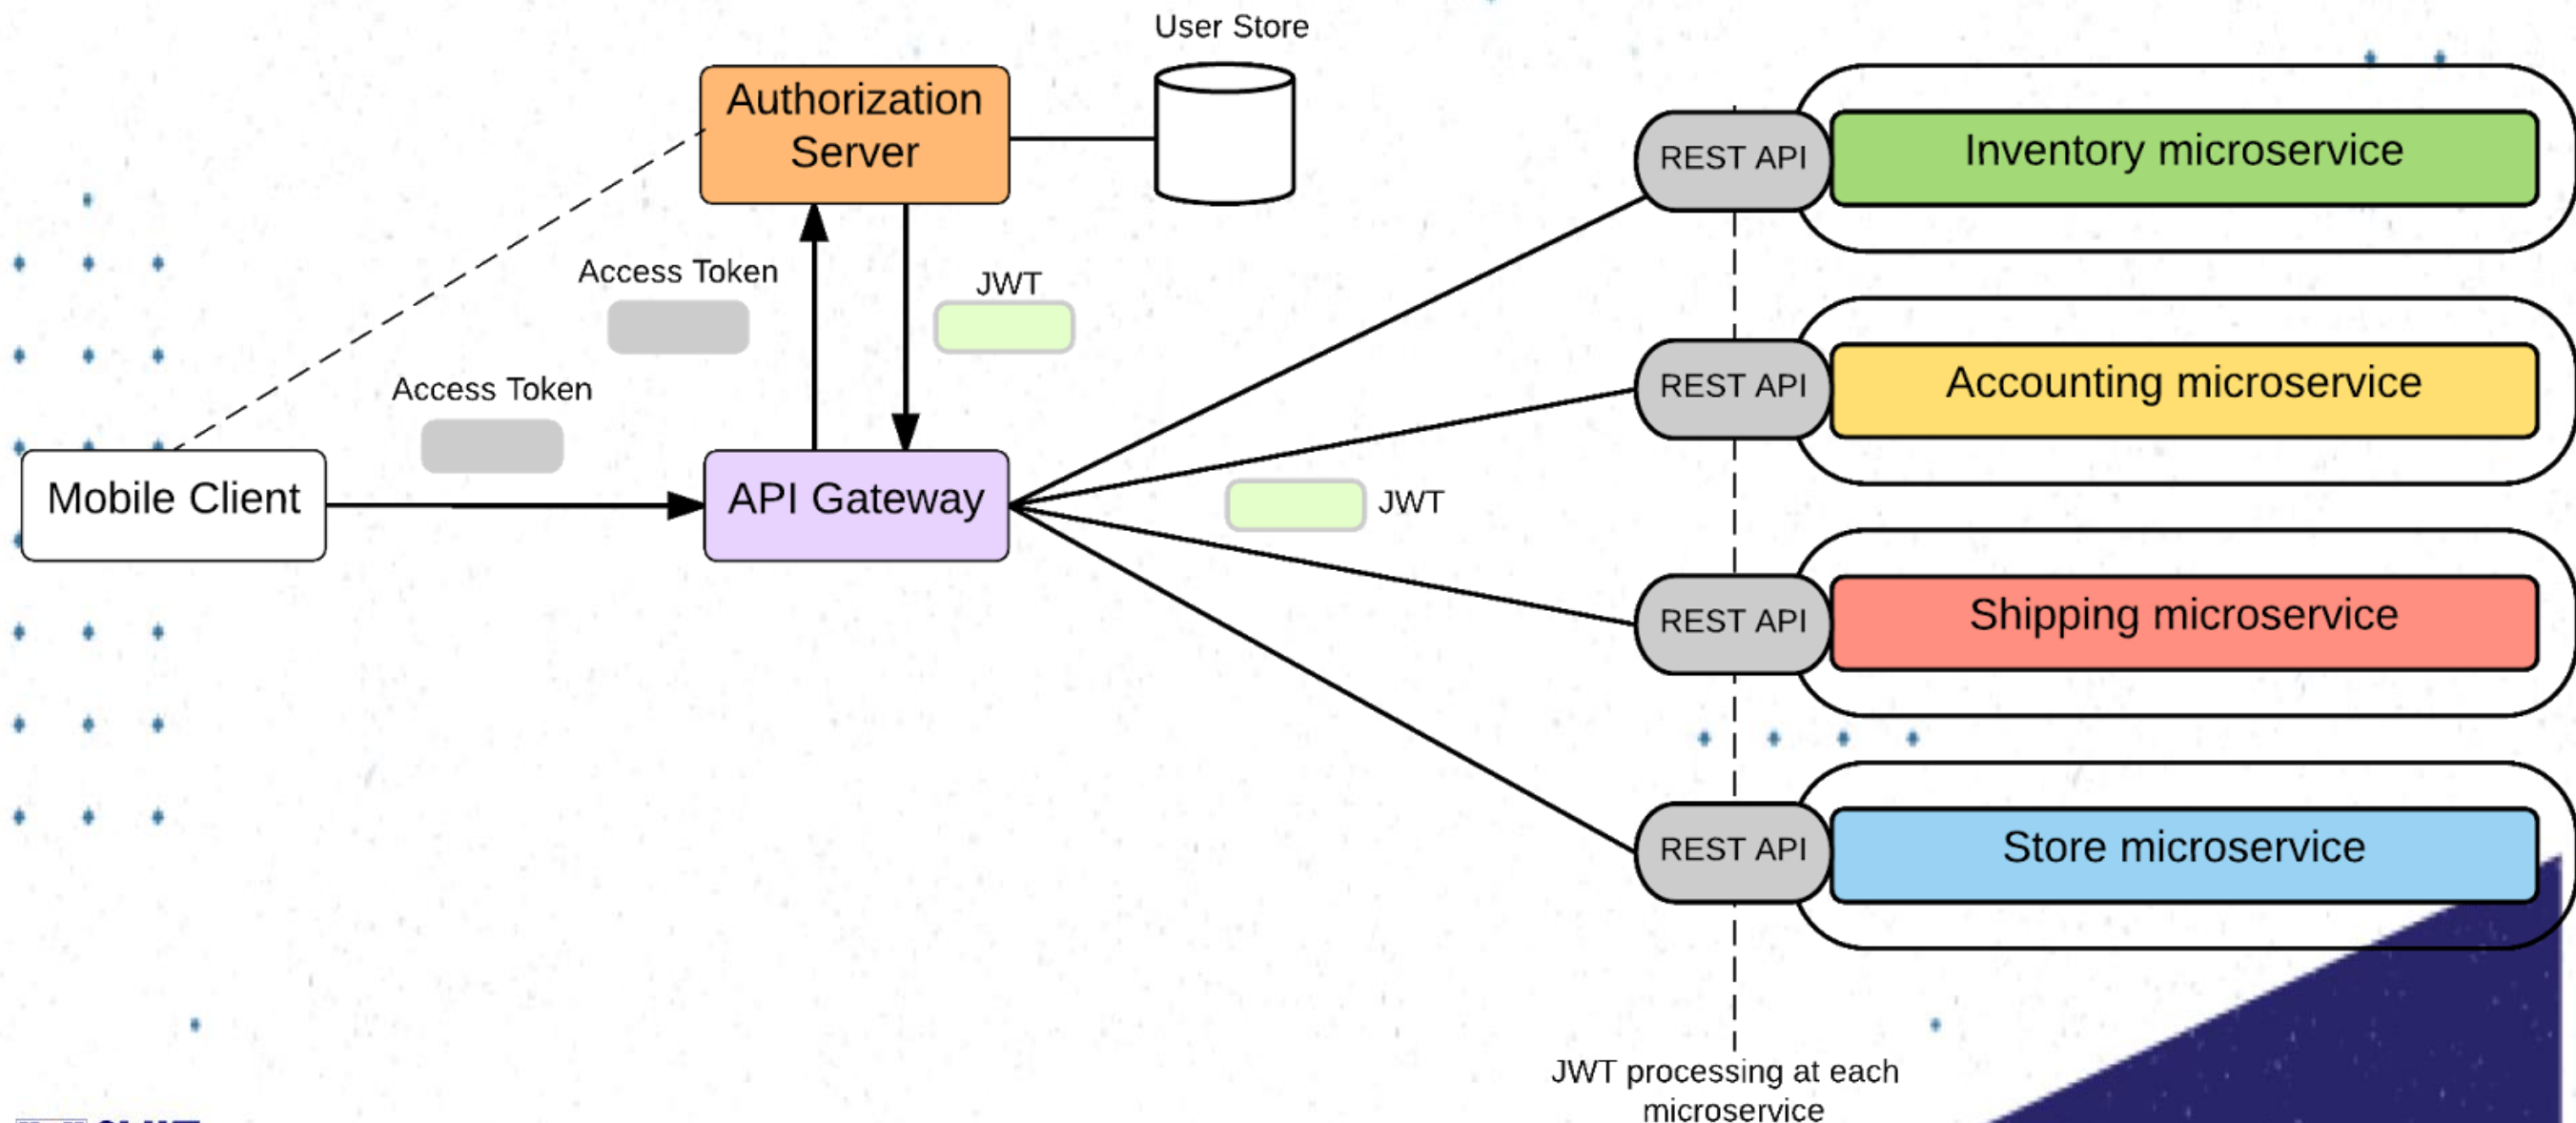 User Store
Authorization
Server
Access Token
JWT
Access Token
Mobile Client
API Gateway
JWT
REST API
Inventory microservice
REST API
Accounting microservice
REST API
Shipping microservice
REST API
Store microservice
JWT processing at each
microservice